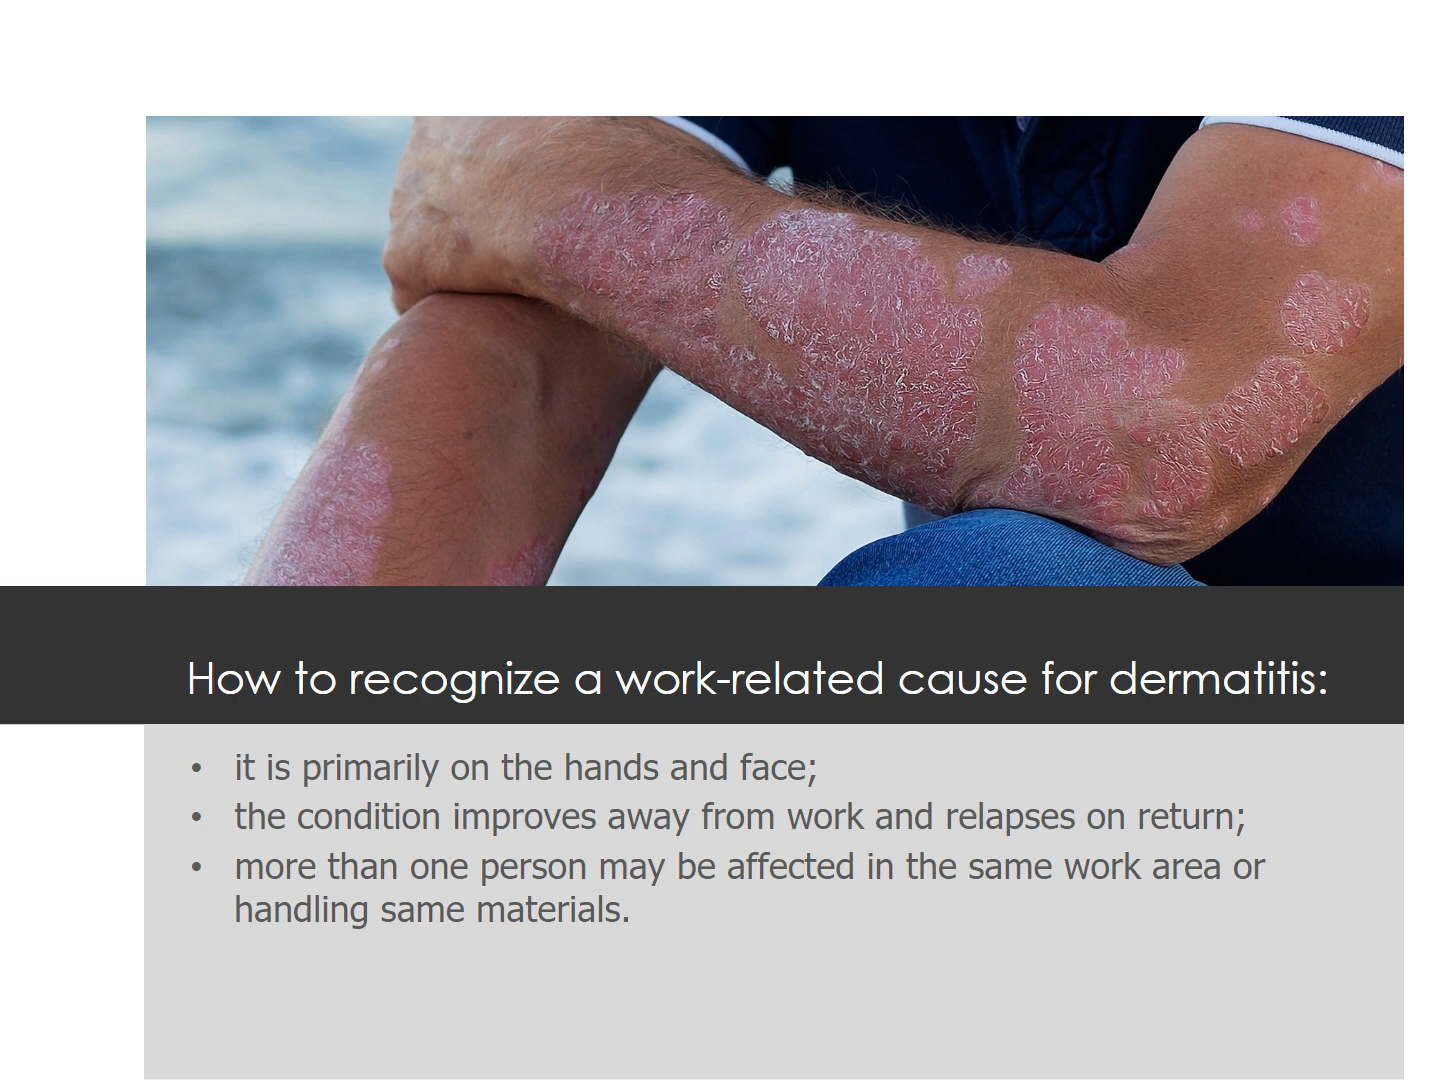 How to recognize a work-related cause for dermatitis:
• it is primarily on the hands and face;
• the condition improves away from work and relapses on return;
• more than one person may be affected in the same work area or
handling same materials.